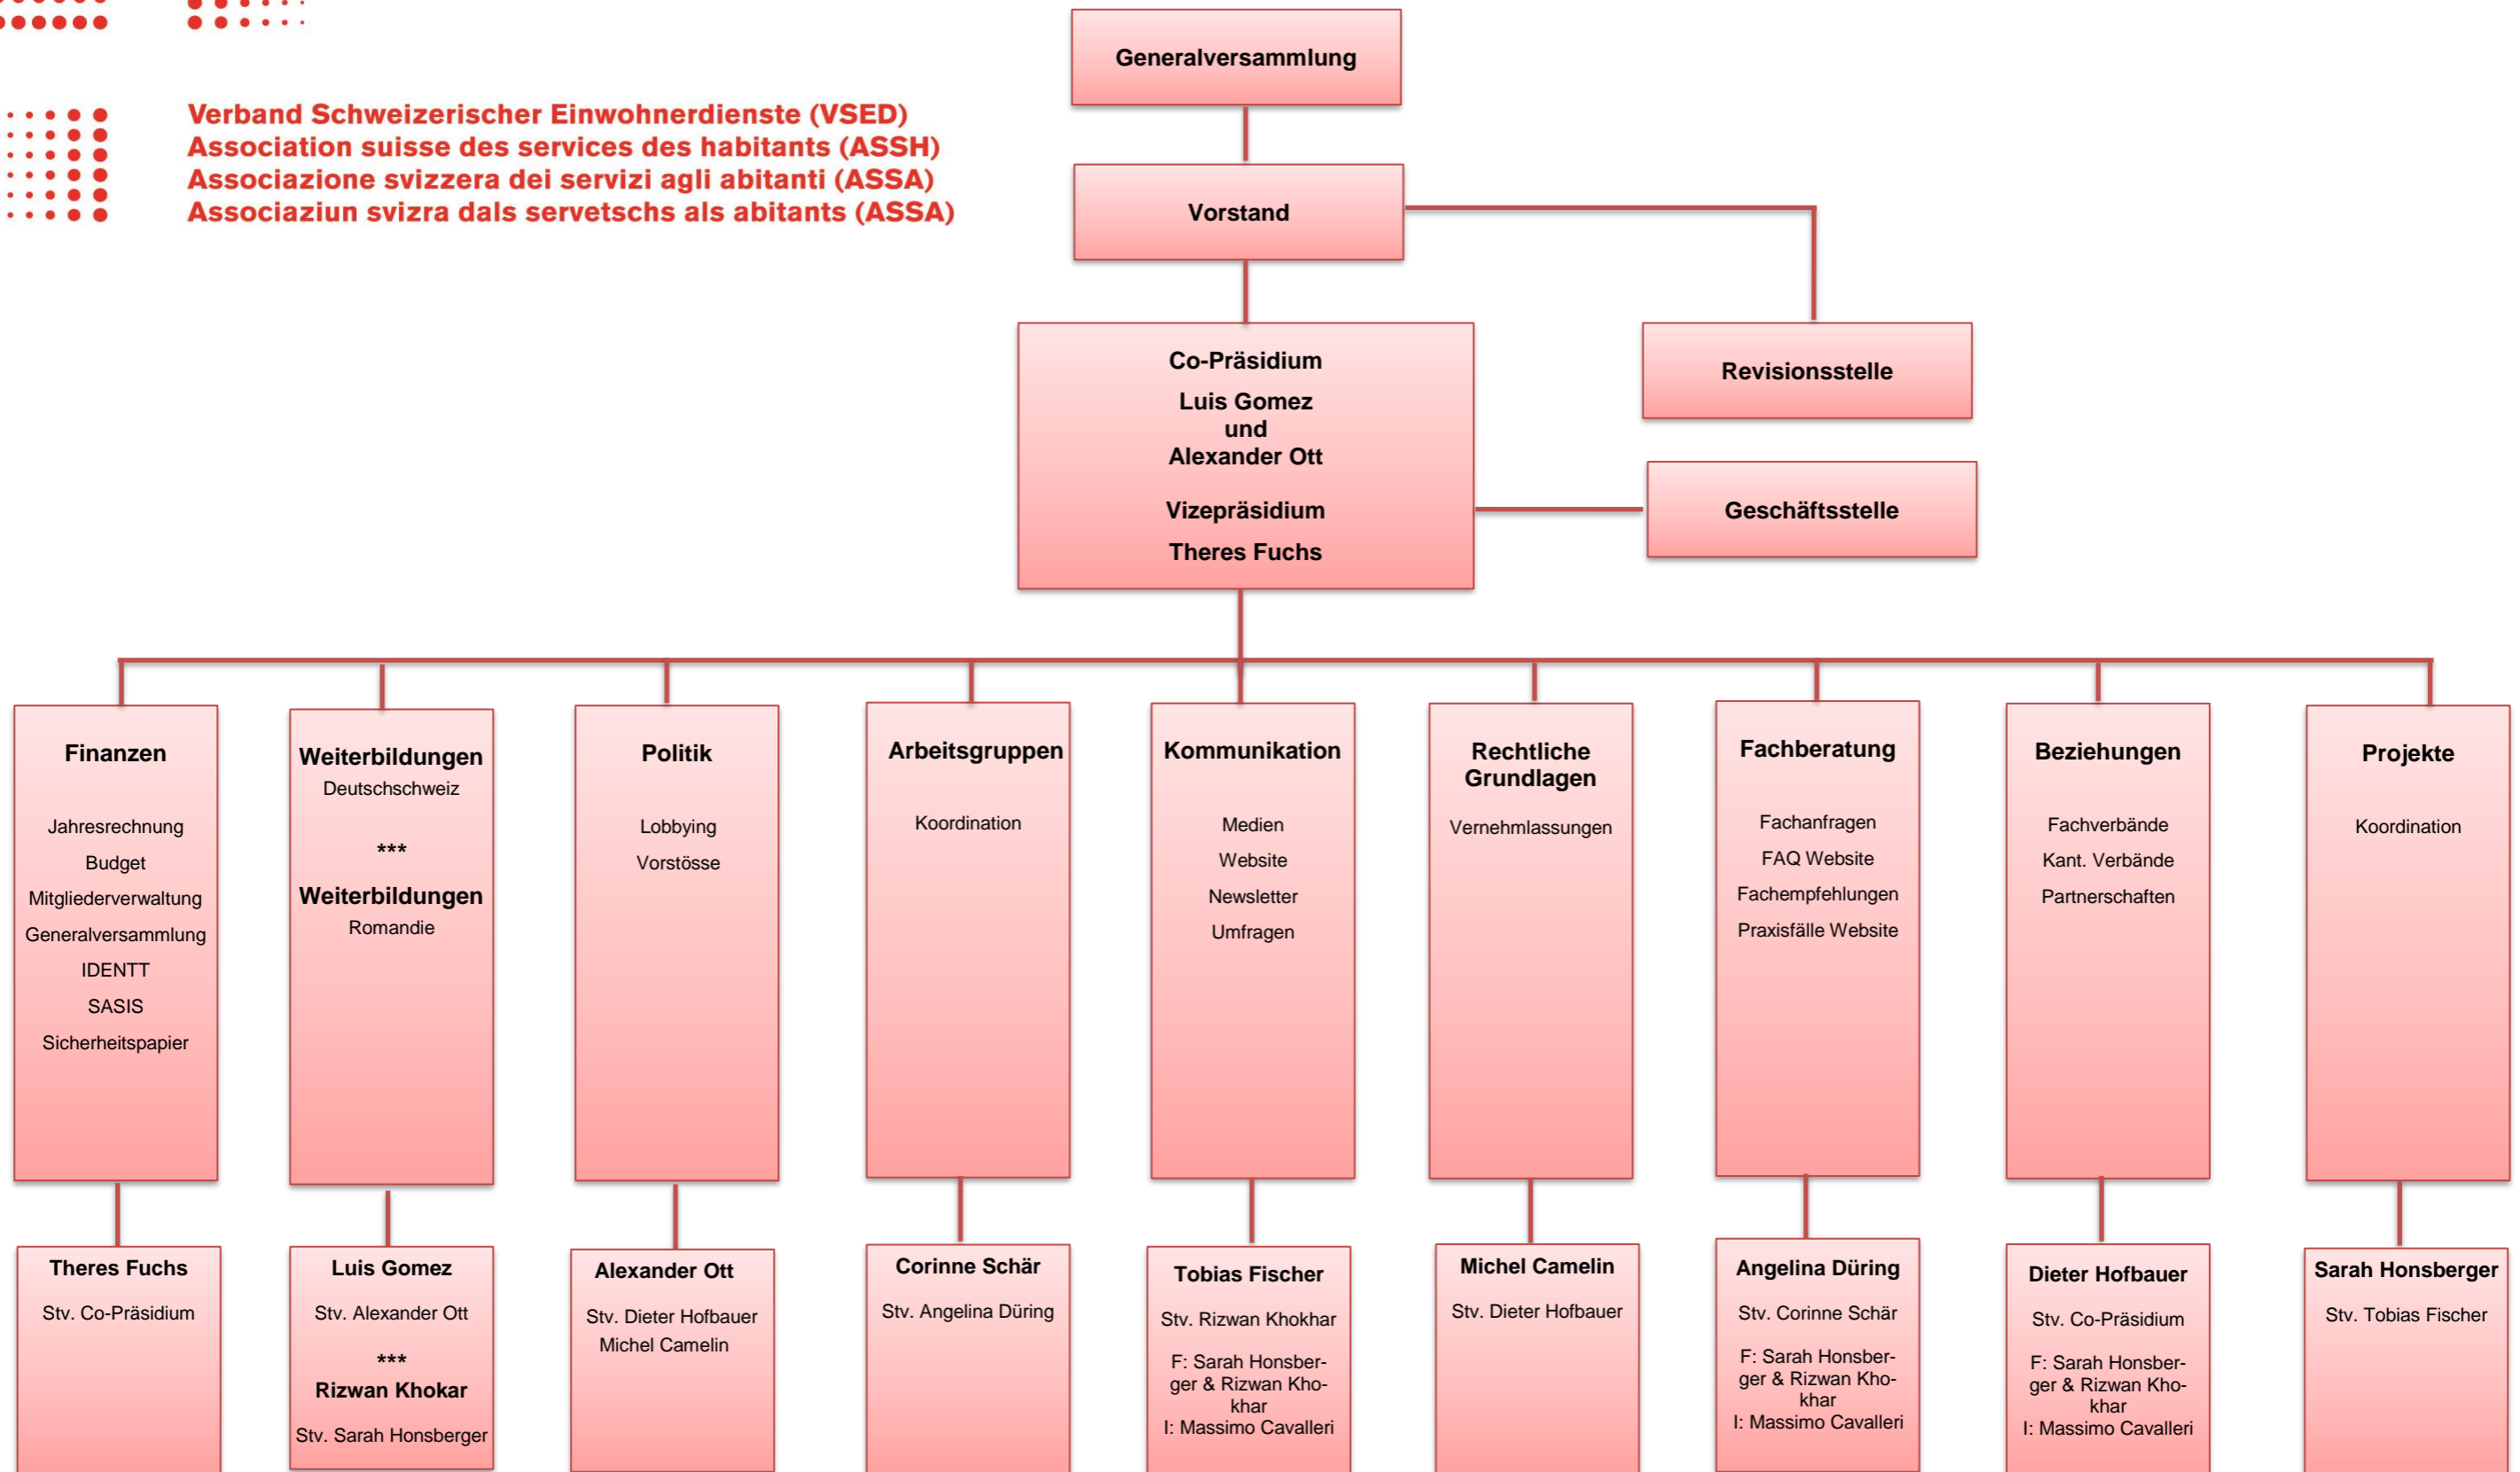 Verband Schweizerischer Einwohnerdienste (VSED)
Association suisse des services des habitants (ASSH)
Associazione svizzera dei servizi agli abitanti (ASSA)
Associaziun svizra dals servetschs als abitants (ASSA)
Generalversammlung
Vorstand
Co-Präsidium
Luis Gomez
und
Alexander Ott
Vizepräsidium
Theres Fuchs
Revisionsstelle
Geschäftsstelle
Finanzen
Jahresrechnung
Budget
Mitgliederverwaltung
Generalversammlung
IDENTT
SASIS
Sicherheitspapier
Weiterbildungen
Deutschschweiz
***
Weiterbildungen
Romandie
Politik
Lobbying
Vorstösse
Arbeitsgruppen
Koordination
Kommunikation
Medien
Website
Newsletter
Umfragen
Rechtliche
Grundlagen
Vernehmlassungen
Fachberatung
Fachanfragen
FAQ Website
Fachempfehlungen
Praxisfälle Website
Beziehungen
Fachverbände
Kant. Verbände
Partnerschaften
Projekte
Koordination
Theres Fuchs
Stv. Co-Präsidium
Luis Gomez
Stv. Alexander Ott
***
Rizwan Khokar
Stv. Sarah Honsberger
Alexander Ott
Stv. Dieter Hofbauer
Michel Camelin
Corinne Schär
Stv. Angelina Düring
Tobias Fischer
Stv. Rizwan Khokhar
F: Sarah Honsber-
ger & Rizwan Kho-
khar
I: Massimo Cavalleri
Michel Camelin
Stv. Dieter Hofbauer
Angelina Düring
Stv. Corinne Schär
F: Sarah Honsber-
ger & Rizwan Kho-
khar
I: Massimo Cavalleri
Dieter Hofbauer
Stv. Co-Präsidium
F: Sarah Honsber-
ger & Rizwan Kho-
khar
I: Massimo Cavalleri
Sarah Honsberger
Stv. Tobias Fischer